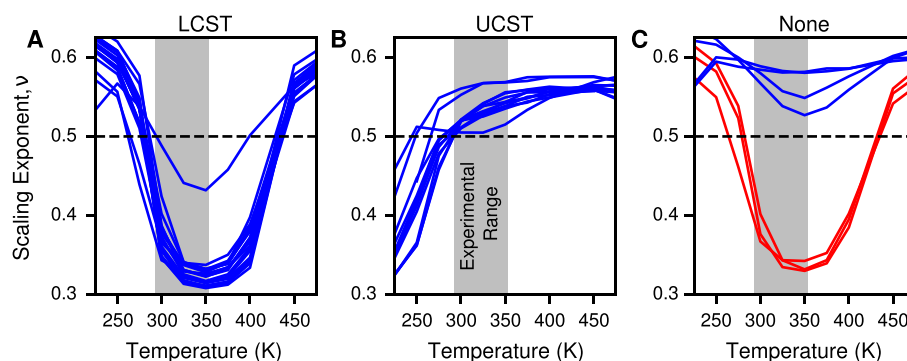 A
LCST
B
UCST
C
None
Scaling Exponent, ν
0.6
0.5
0.4
0.3
0.6
0.5
0.4
0.3
0.6
0.5
0.4
0.3
Experimental
Range
250 300 350 400 450
250 300 350 400 450
250 300 350 400 450
Temperature (K)
Temperature (K)
Temperature (K)